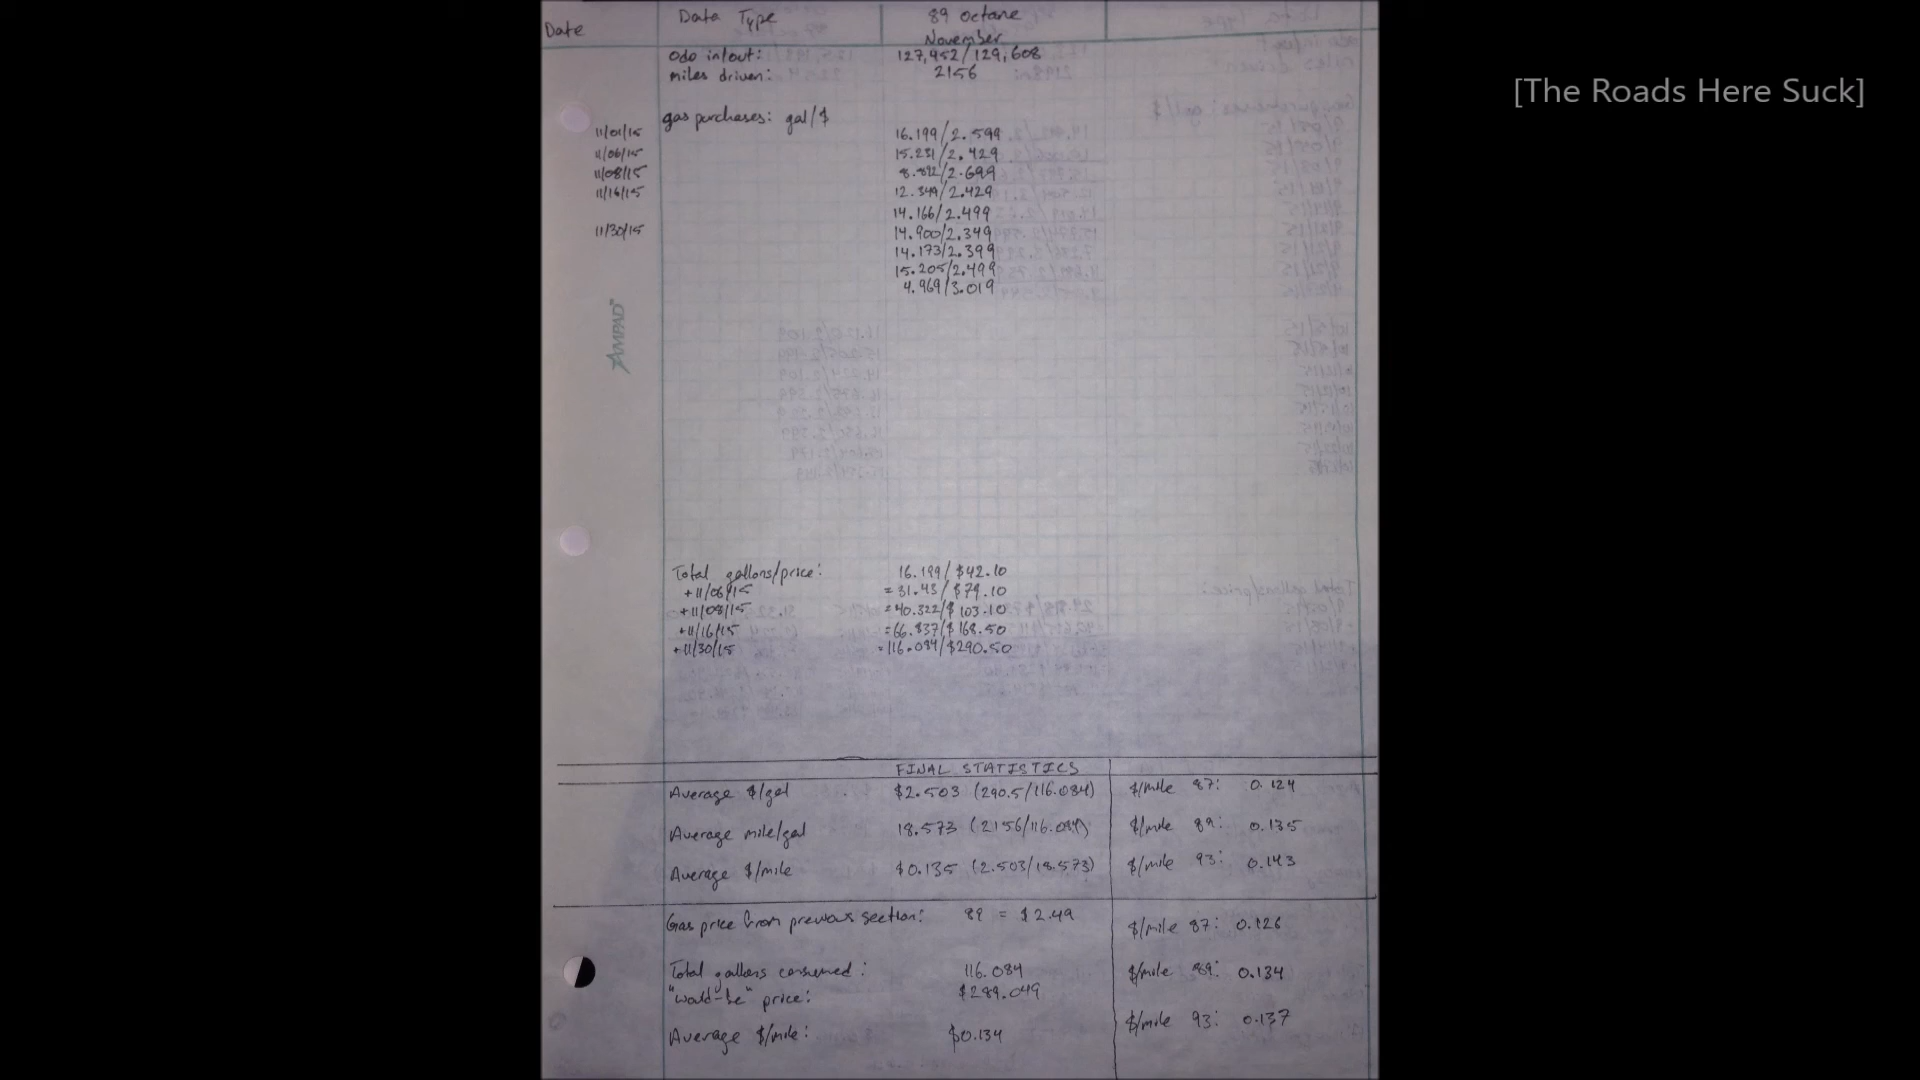 [The Roads Here Suck]
Date Data Type 89 Octane
November
Odo in/out: 127,452/129,608
miles driven: 2156
gas purchases: gal/$
11/01/15 16.199/2.599
11/06/15 15.231/2.429
11/08/15 8.892/2.699
11/16/15 12.349/2.429
14.166/2.499
11/30/15 14.900/2.349
14.173/2.399
15.205/2.499
4.969/3.019
AMPAD
Total gallons/price: 16.199/$42.10
+11/06/15 =31.43/$79.10
+11/08/15 =40.322/$103.10
+11/16/15 =66.837/$168.50
+11/30/15 =116.084/$290.50
FINAL STATISTICS
Average $/gal $2.503 (290.5/116.084) $/mile 87: 0.124
Average mile/gal 18.573 (2156/116.084) $/mile 89: 0.135
Average $/mile $0.135 (2.503/18.573) $/mile 93: 0.143
Gas price from previous section: 89 = $2.49 $/mile 87: 0.126
Total gallons consumed: 116.084 $/mile 89: 0.134
"would-be" price: $289.049
Average $/mile: $0.134 $/mile 93: 0.137